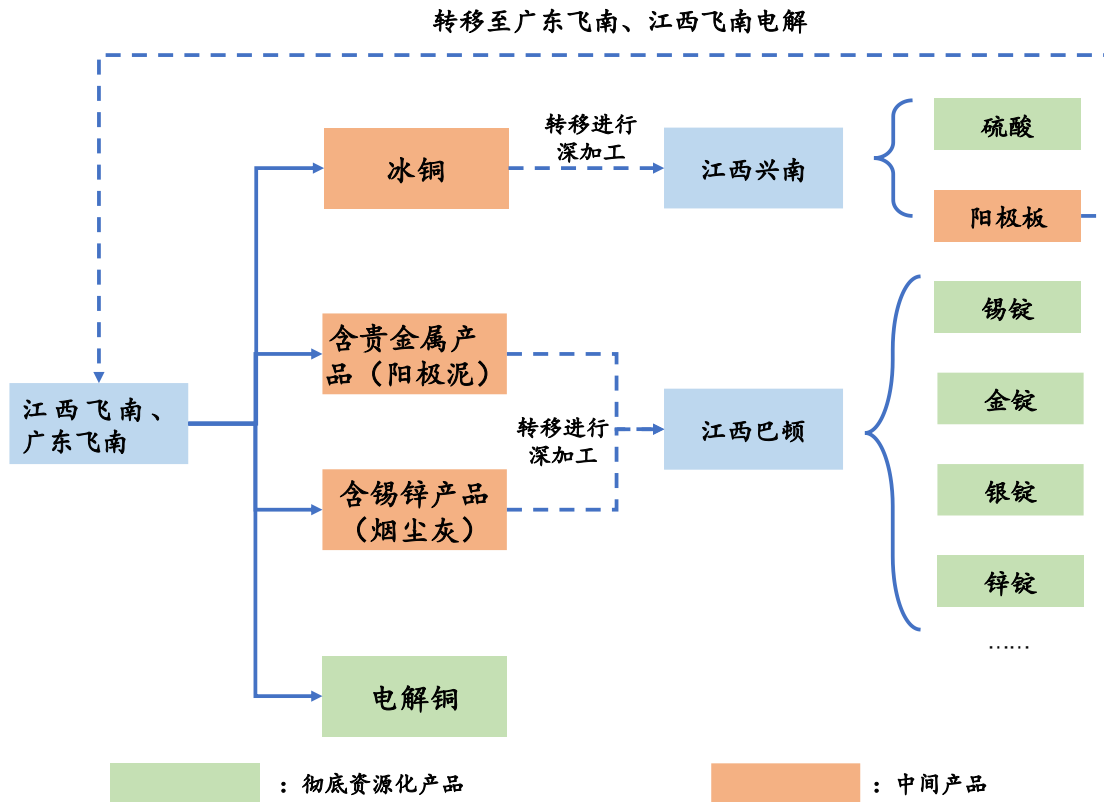 转移至广东飞南、江西飞南电解
冰铜
转移进行
深加工
江西兴南
硫酸
阳极板
含贵金属产
品（阳极泥）
锡锭
江西飞南、
广东飞南
转移进行
深加工
江西巴顿
金锭
含锡锌产品
（烟尘灰）
银锭
锌锭
……
电解铜
：彻底资源化产品
：中间产品